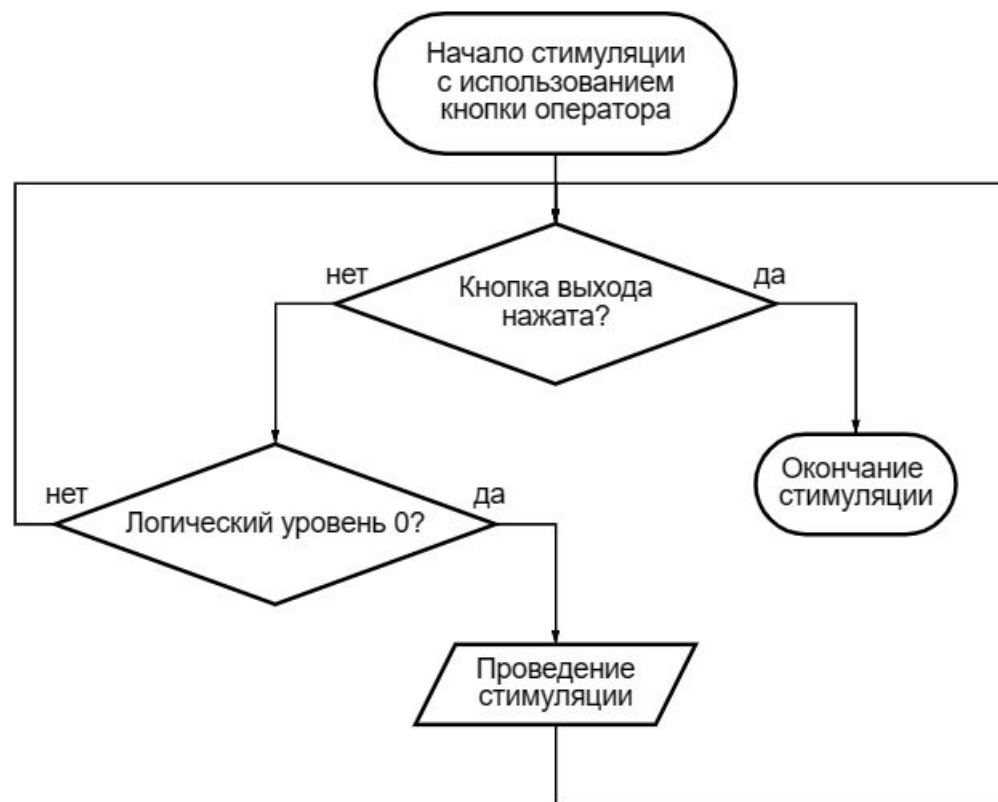 Начало стимуляции
с использованием
кнопки оператора
нет
да
Кнопка выхода
нажата?
Окончание
стимуляции
нет
да
Логический уровень 0?
Проведение
стимуляции